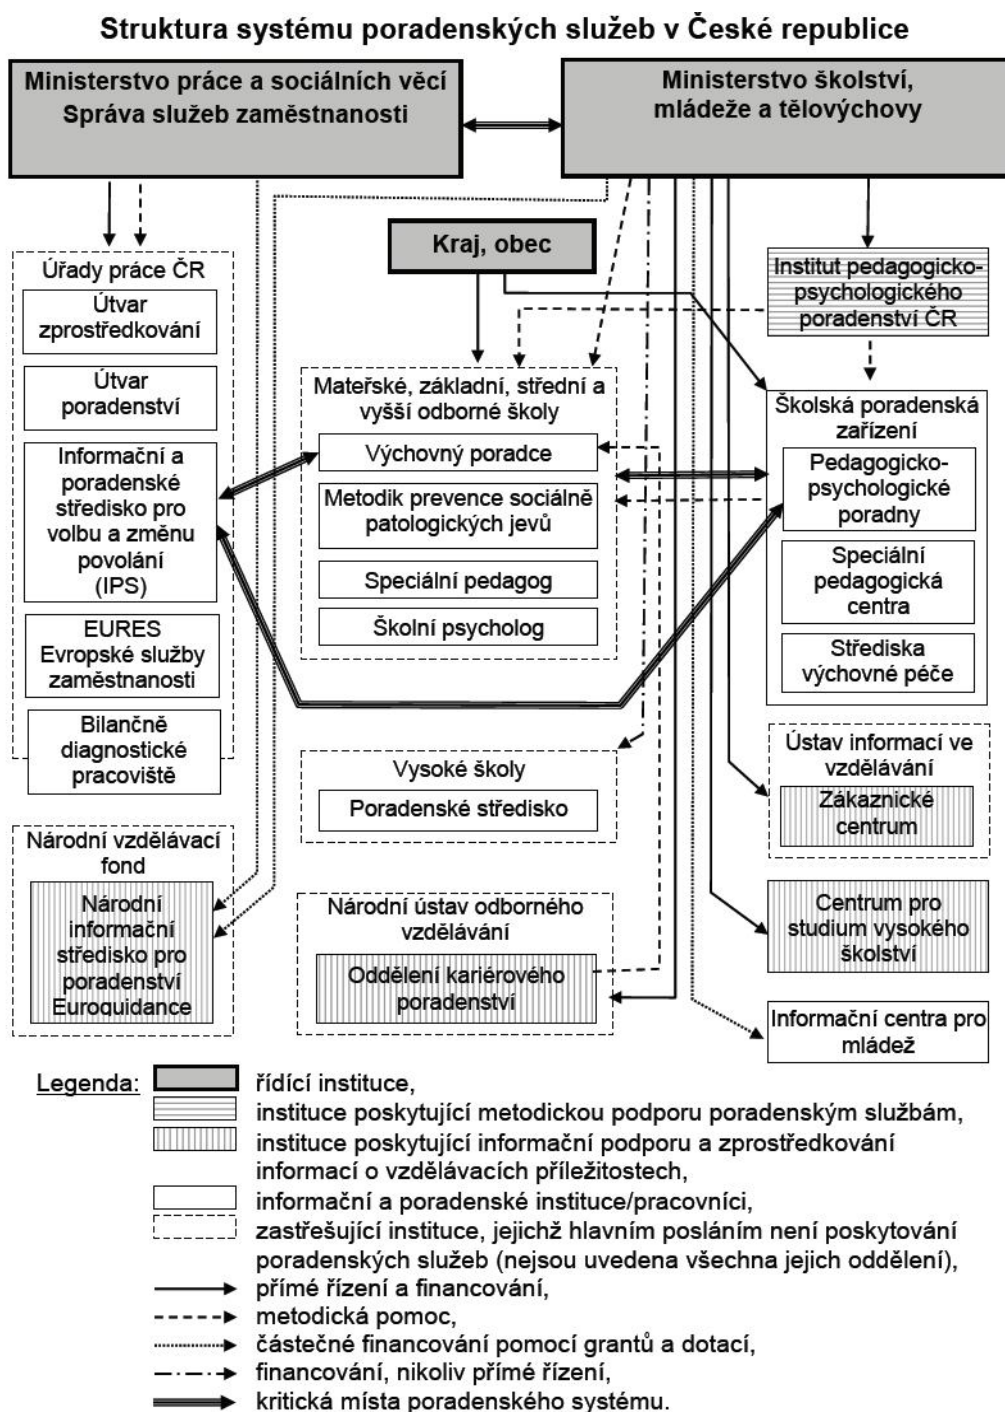 Struktura systému poradenských služeb v České republice
Ministerstvo práce a sociálních věcí
Správa služeb zaměstnanosti
Ministerstvo školství,
mládeže a tělovýchovy
Kraj, obec
Úřady práce ČR
Útvar
zprostředkování
Útvar
poradenství
Informační a
poradenské
středisko pro
volbu a změnu
povolání
(IPS)
EURES
Evropské služby
zaměstnanosti
Bilančně
diagnostické
pracoviště
Národní vzdělávací
fond
Národní
informační
středisko pro
poradenství
Euroguidance
Mateřské, základní, střední a
vyšší odborné školy
Výchovný poradce
Metodik prevence sociálně
patologických jevů
Speciální pedagog
Školní psycholog
Vysoké školy
Poradenské středisko
Národní ústav odborného
vzdělávání
Oddělení kariérového
poradenství
Institut pedagogicko-
psychologického
poradenství ČR
Školská poradenská
zařízení
Pedagogicko-
psychologické
poradny
Speciální
pedagogická
centra
Střediska
výchovné péče
Ústav informací ve
vzdělávání
Zákaznické
centrum
Centrum pro
studium vysokého
školství
Informační centra pro
mládež
Legenda:
řídící instituce,
instituce poskytující metodickou podporu poradenským službám,
instituce poskytující informační podporu a zprostředkování
informací o vzdělávacích příležitostech,
informační a poradenské instituce/pracovníci,
zastřešující instituce, jejichž hlavním posláním není poskytování
poradenských služeb (nejsou uvedena všechna jejich oddělení),
přímé řízení a financování,
metodická pomoc,
částečné financování pomocí grantů a dotací,
financování, nikoliv přímé řízení,
kritická místa poradenského systému.